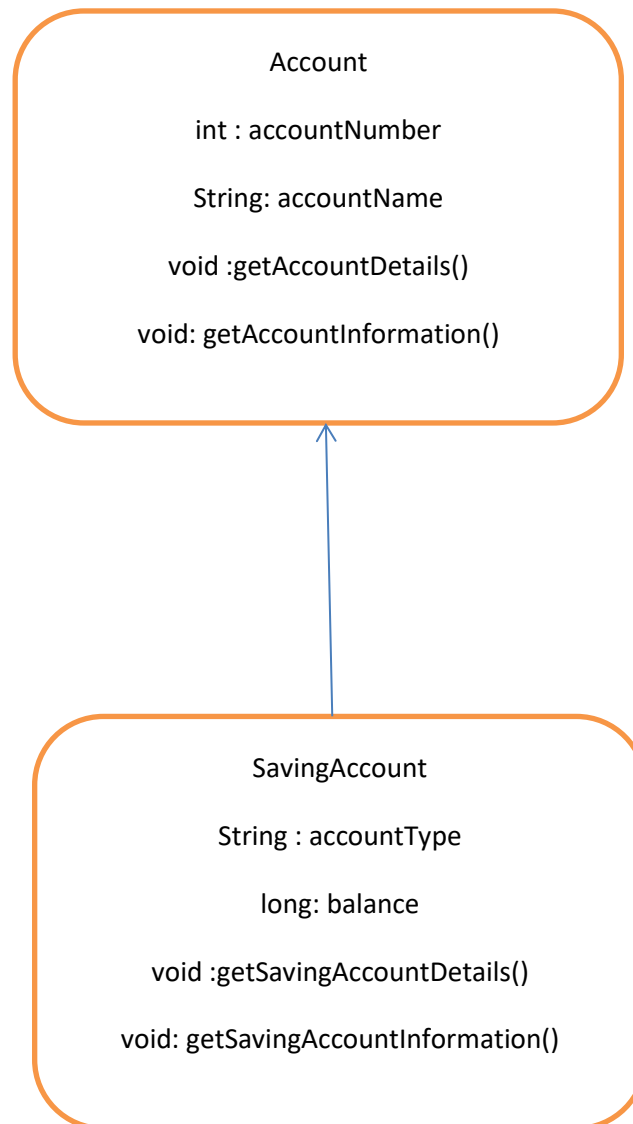 Account
int : accountNumber
String: accountName
void :getAccountDetails()
void: getAccountInformation()
SavingAccount
String : accountType
long: balance
void :getSavingAccountDetails()
void: getSavingAccountInformation()